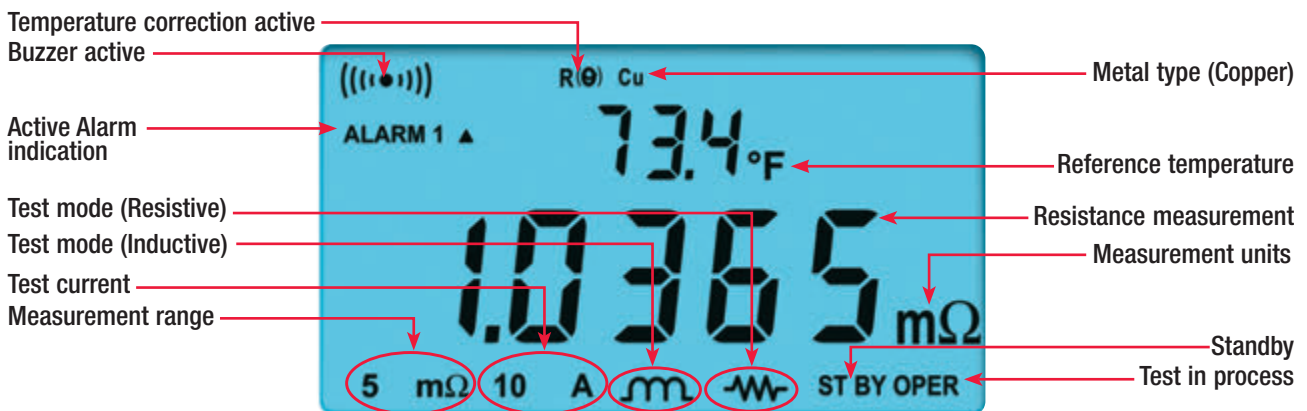 Temperature correction active
Buzzer active
Active Alarm
indication
Test mode (Resistive)
Test mode (Inductive)
Test current
Measurement range
R(θ) Cu
ALARM 1 ▲
73.4 °F
1.0365 mΩ
5 mΩ 10 A ST BY OPER
Metal type (Copper)
Reference temperature
Resistance measurement
Measurement units
Standby
Test in process